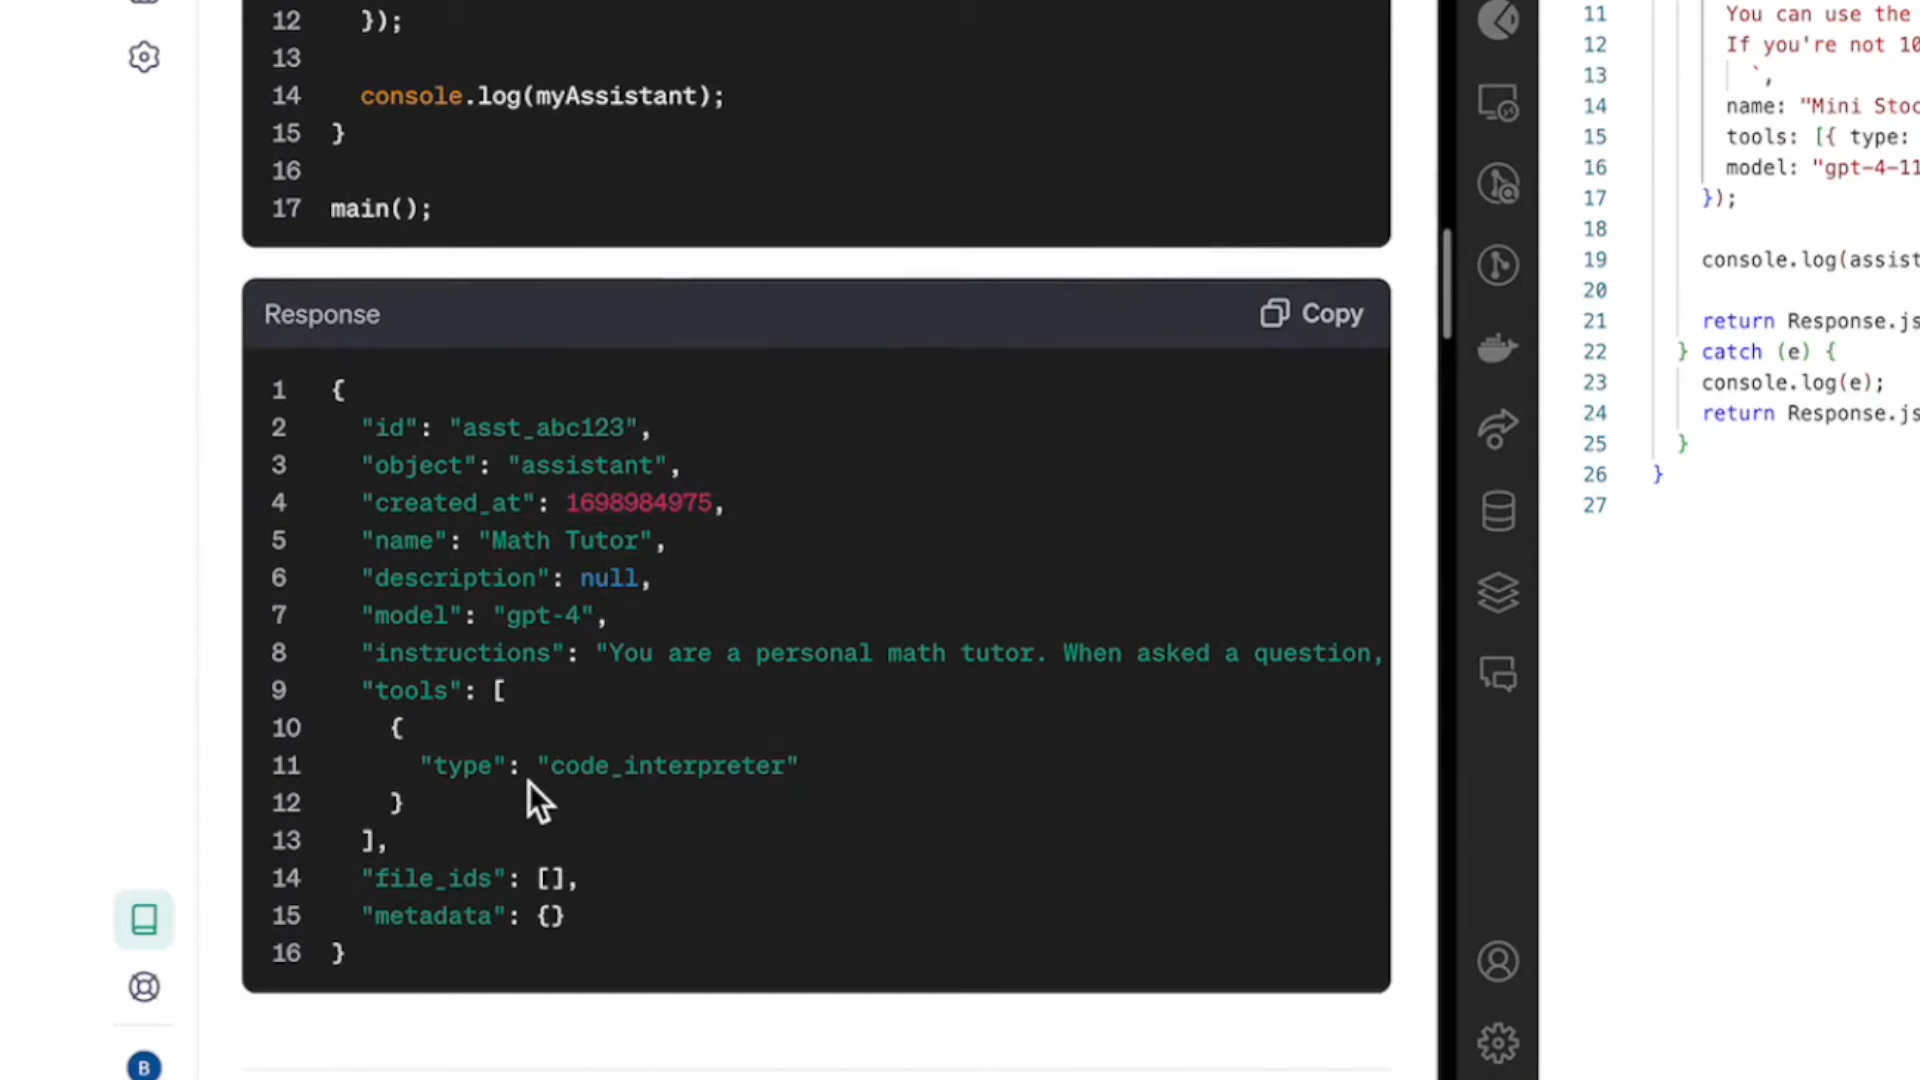 12 });
13
14 console.log(myAssistant);
15 }
16
17 main();
Response
Copy
1 {
2 "id": "asst_abc123",
3 "object": "assistant",
4 "created_at": 1698984975,
5 "name": "Math Tutor",
6 "description": null,
7 "model": "gpt-4",
8 "instructions": "You are a personal math tutor. When asked a question,
9 "tools": [
10 {
11 "type": "code_interpreter"
12 }
13 ],
14 "file_ids": [],
15 "metadata": {}
16 }
B
11 You can use the
12 If you're not 10
13 `,
14 name: "Mini Stoc
15 tools: [{ type:
16 model: "gpt-4-11
17 });
18
19 console.log(assist
20
21 return Response.js
22 } catch (e) {
23 console.log(e);
24 return Response.js
25 }
26 }
27